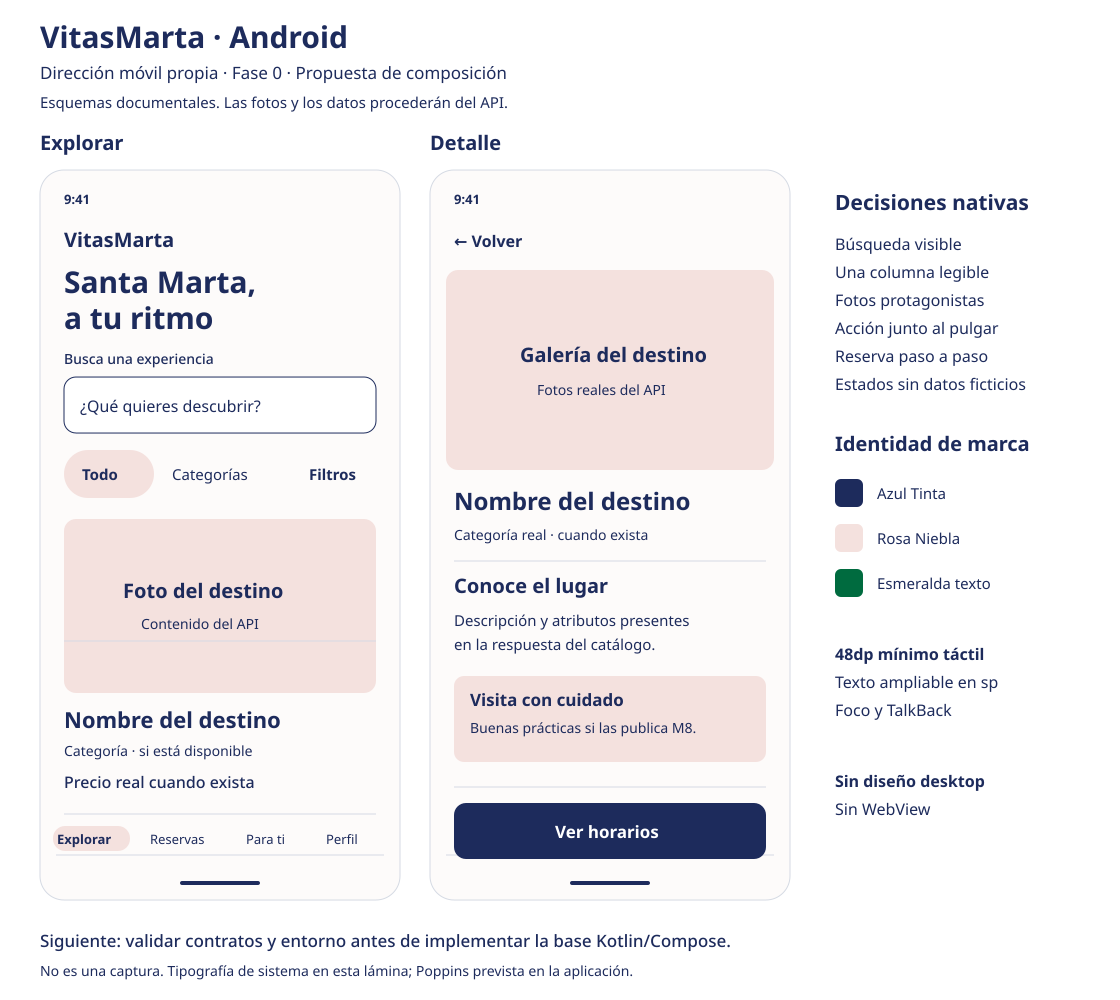 VitasMarta · Android
Dirección móvil propia · Fase 0 · Propuesta de composición
Esquemas documentales. Las fotos y los datos procederán del API.
Explorar
9:41
VitasMarta
Santa Marta,
a tu ritmo
Busca una experiencia
¿Qué quieres descubrir?
Todo
Categorías
Filtros
Foto del destino
Contenido del API
Nombre del destino
Categoría · si está disponible
Precio real cuando exista
Explorar
Reservas
Para ti
Perfil
Detalle
9:41
← Volver
Galería del destino
Fotos reales del API
Nombre del destino
Categoría real · cuando exista
Conoce el lugar
Descripción y atributos presentes
en la respuesta del catálogo.
Visita con cuidado
Buenas prácticas si las publica M8.
Ver horarios
Decisiones nativas
Búsqueda visible
Una columna legible
Fotos protagonistas
Acción junto al pulgar
Reserva paso a paso
Estados sin datos ficticios
Identidad de marca
Azul Tinta
Rosa Niebla
Esmeralda texto
48dp mínimo táctil
Texto ampliable en sp
Foco y TalkBack
Sin diseño desktop
Sin WebView
Siguiente: validar contratos y entorno antes de implementar la base Kotlin/Compose.
No es una captura. Tipografía de sistema en esta lámina; Poppins prevista en la aplicación.